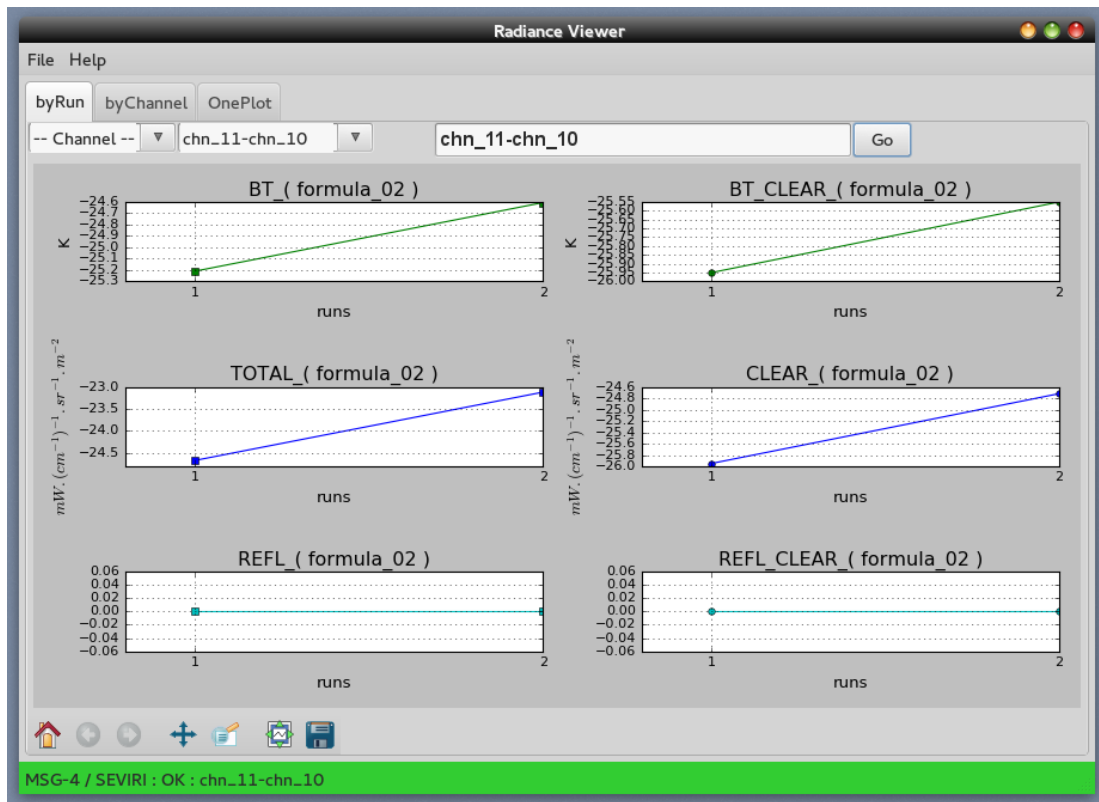 Radiance Viewer
File Help
byRun byChannel OnePlot
-- Channel -- chn_11-chn_10 chn_11-chn_10 Go
BT_( formula_02 )
−24.6
−24.7
−24.8
−24.9
−25.0
−25.1
−25.2
−25.3
K
1 2
runs
BT_CLEAR_( formula_02 )
−25.55
−25.60
−25.65
−25.70
−25.75
−25.80
−25.85
−25.90
−25.95
−26.00
K
1 2
runs
TOTAL_( formula_02 )
−23.0
−23.5
−24.0
−24.5
mW.(cm⁻¹)⁻¹.sr⁻¹.m⁻²
1 2
runs
CLEAR_( formula_02 )
−24.6
−24.8
−25.0
−25.2
−25.4
−25.6
−25.8
−26.0
mW.(cm⁻¹)⁻¹.sr⁻¹.m⁻²
1 2
runs
REFL_( formula_02 )
0.06
0.04
0.02
0.00
−0.02
−0.04
−0.06
1 2
runs
REFL_CLEAR_( formula_02 )
0.06
0.04
0.02
0.00
−0.02
−0.04
−0.06
1 2
runs
MSG-4 / SEVIRI : OK : chn_11-chn_10